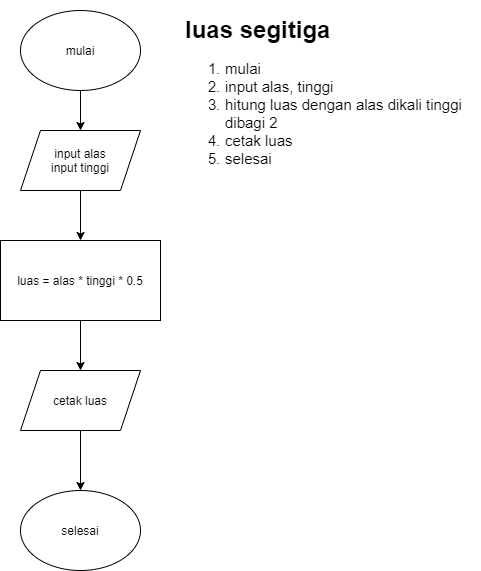 mulai
input alas
input tinggi
luas = alas * tinggi * 0.5
cetak luas
selesai
luas segitiga
1. mulai
2. input alas, tinggi
3. hitung luas dengan alas dikali tinggi
dibagi 2
4. cetak luas
5. selesai